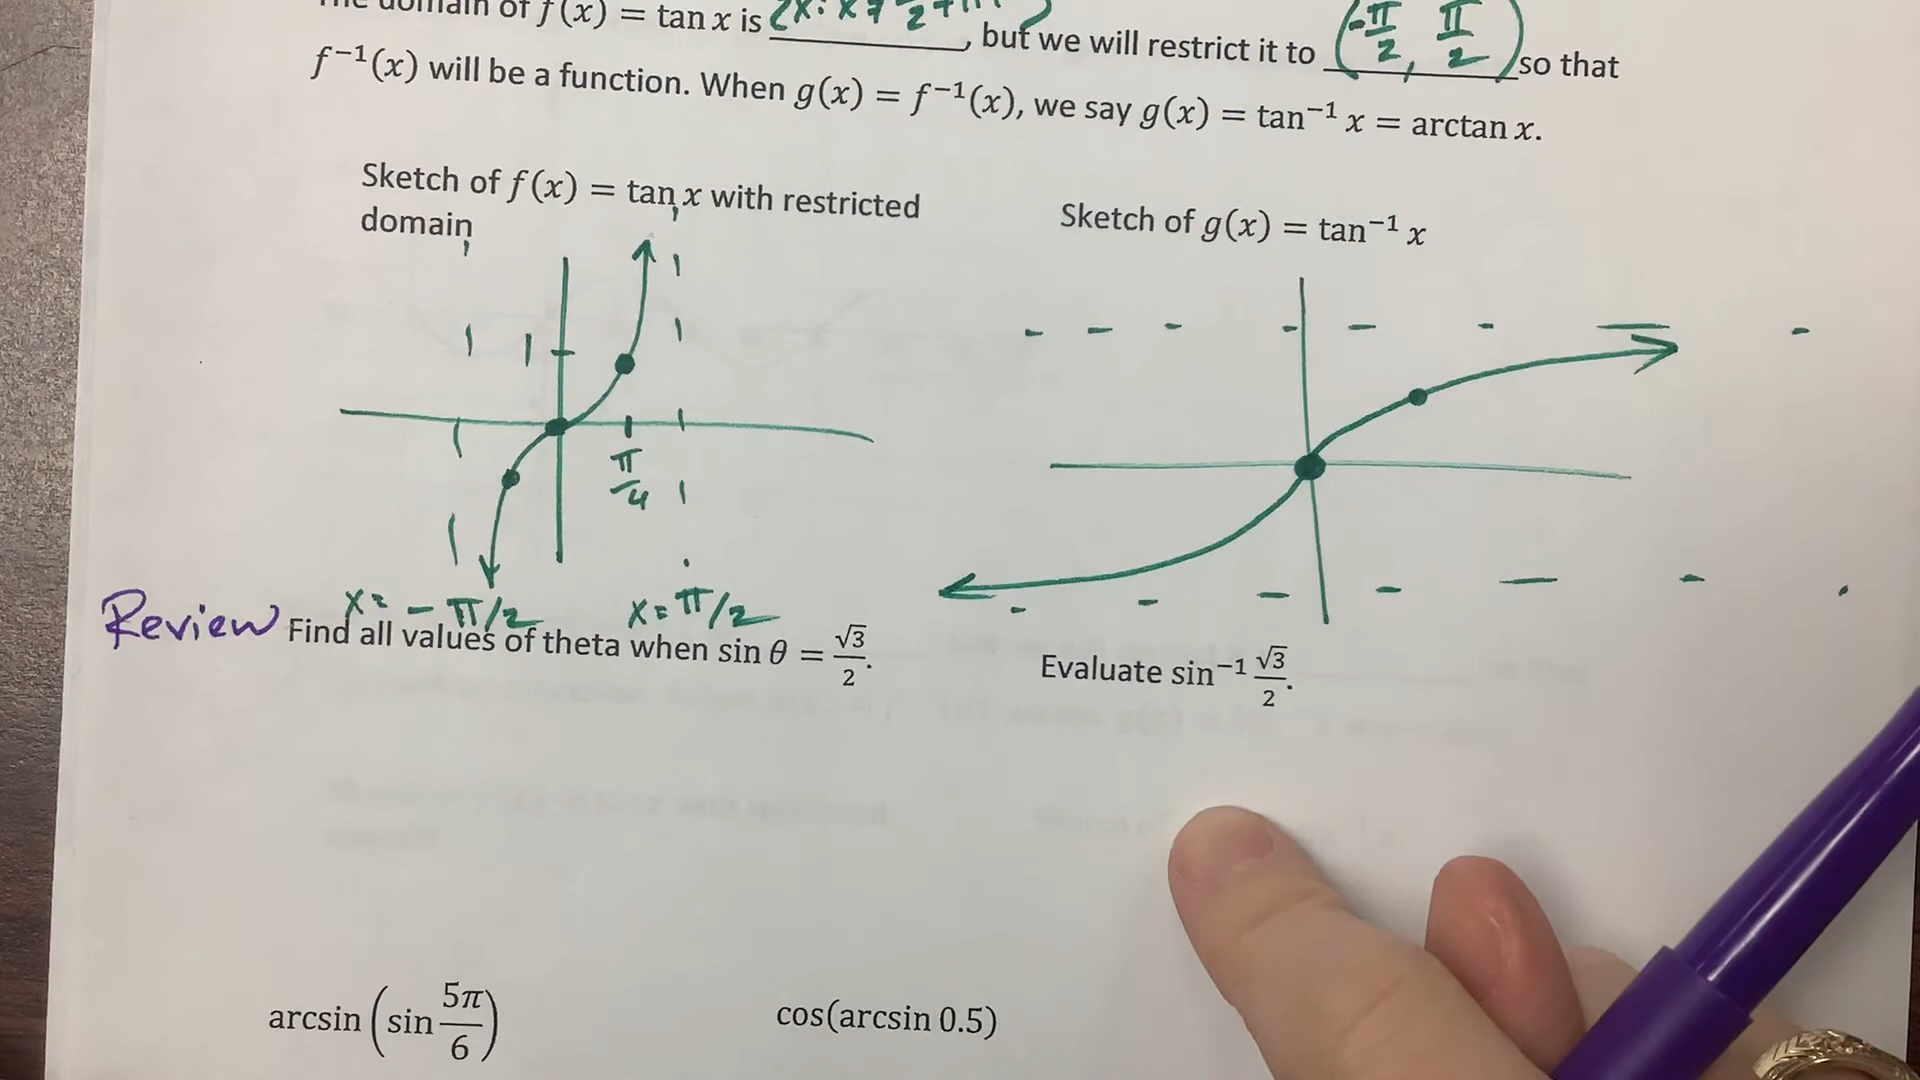 domain of f(x) = tan x is {x: x ≠ π/2 + π }, but we will restrict it to (-π/2, π/2) so that
f⁻¹(x) will be a function. When g(x) = f⁻¹(x), we say g(x) = tan⁻¹ x = arctan x.
Sketch of f(x) = tan x with restricted
domain
Sketch of g(x) = tan⁻¹ x
1
π/4
x = -π/2
x = π/2
Review Find all values of theta when sin θ = √3/2.
Evaluate sin⁻¹ √3/2.
arcsin(sin 5π/6)
cos(arcsin 0.5)